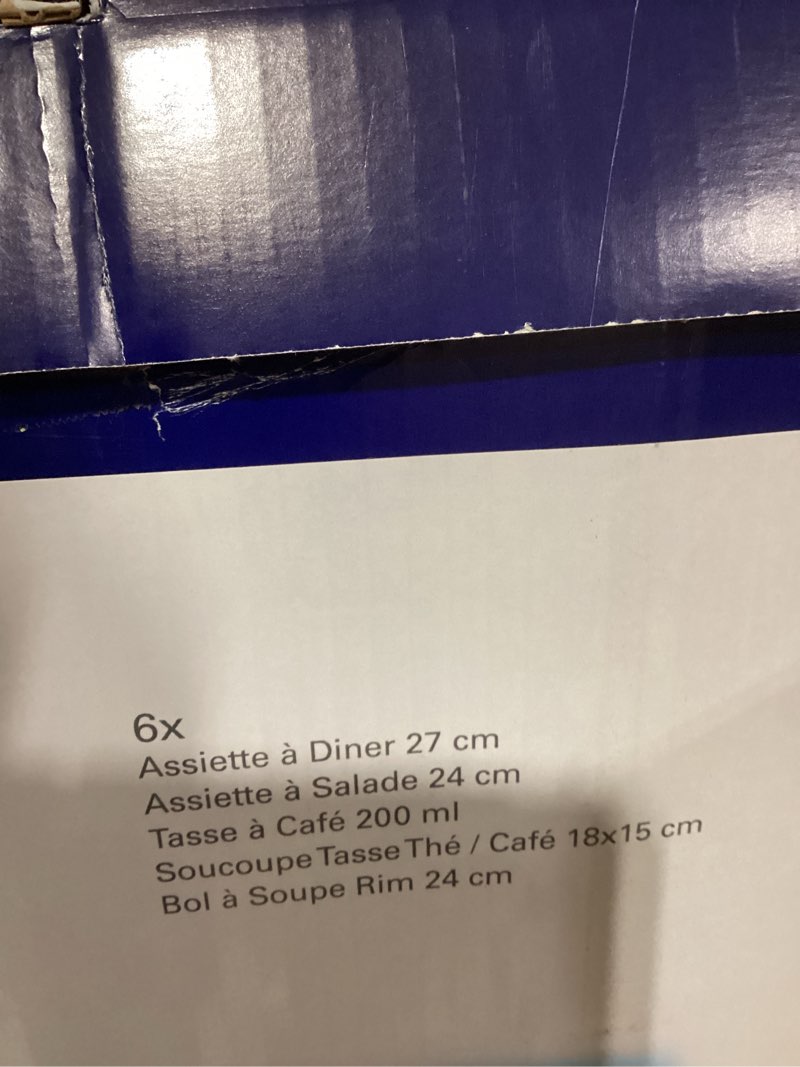 6x
Assiette à Diner 27 cm
Assiette à Salade 24 cm
Tasse à Café 200 ml
Soucoupe Tasse Thé / Café 18x15 cm
Bol à Soupe Rim 24 cm